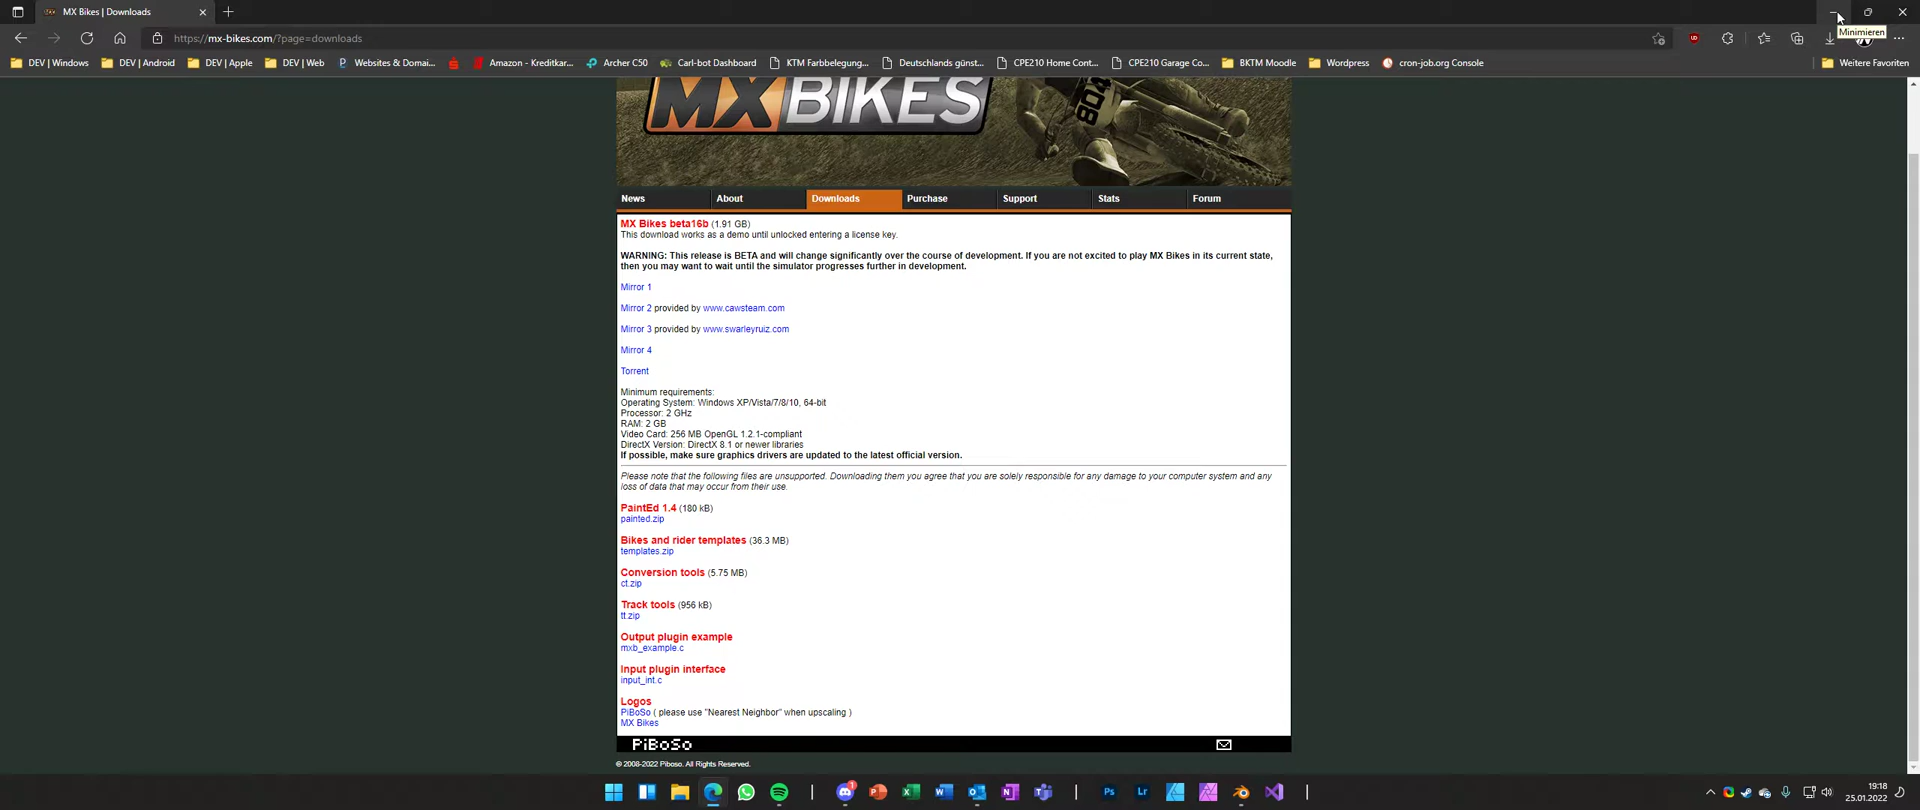 MX Bikes | Downloads
https://mx-bikes.com/?page=downloads
Minimieren
DEV | Windows
DEV | Android
DEV | Apple
DEV | Web
Websites & Domai...
Amazon - Kreditkar...
Archer C50
Carl-bot Dashboard
KTM Farbbelegung...
Deutschlands günst...
CPE210 Home Cont...
CPE210 Garage Co...
BKTM Moodle
Wordpress
cron-job.org Console
Weitere Favoriten
MXBIKES
News
About
Downloads
Purchase
Support
Stats
Forum
MX Bikes beta16b (1.91 GB)
This download works as a demo until unlocked entering a license key.
WARNING: This release is BETA and will change significantly over the course of development. If you are not excited to play MX Bikes in its current state,
then you may want to wait until the simulator progresses further in development.
Mirror 1
Mirror 2 provided by www.cawsteam.com
Mirror 3 provided by www.swarleyruiz.com
Mirror 4
Torrent
Minimum requirements:
Operating System: Windows XP/Vista/7/8/10, 64-bit
Processor: 2 GHz
RAM: 2 GB
Video Card: 256 MB OpenGL 1.2.1-compliant
DirectX Version: DirectX 8.1 or newer libraries
If possible, make sure graphics drivers are updated to the latest official version.
Please note that the following files are unsupported. Downloading them you agree that you are solely responsible for any damage to your computer system and any
loss of data that may occur from their use.
PaintEd 1.4 (180 kB)
painted.zip
Bikes and rider templates (36.3 MB)
templates.zip
Conversion tools (5.75 MB)
ct.zip
Track tools (956 kB)
tt.zip
Output plugin example
mxb_example.c
Input plugin interface
input_int.c
Logos
PiBoSo ( please use "Nearest Neighbor" when upscaling )
MX Bikes
PiBoSo
© 2008-2022 Piboso. All Rights Reserved.
Ps
Lr
19:18
25.01.2022